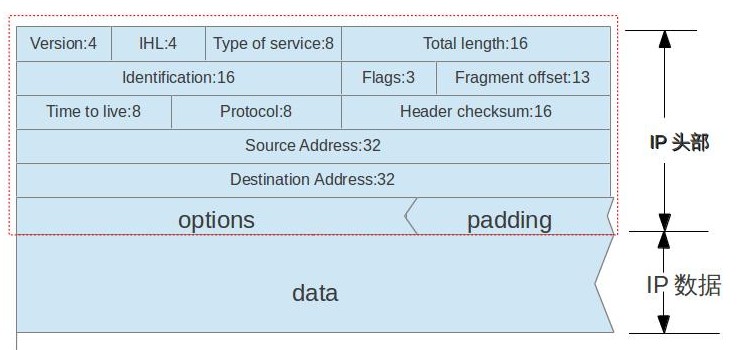 Version:4 IHL:4 Type of service:8 Total length:16
Identification:16 Flags:3 Fragment offset:13
Time to live:8 Protocol:8 Header checksum:16
IP 头部
Source Address:32
Destination Address:32
options padding
data
IP 数据